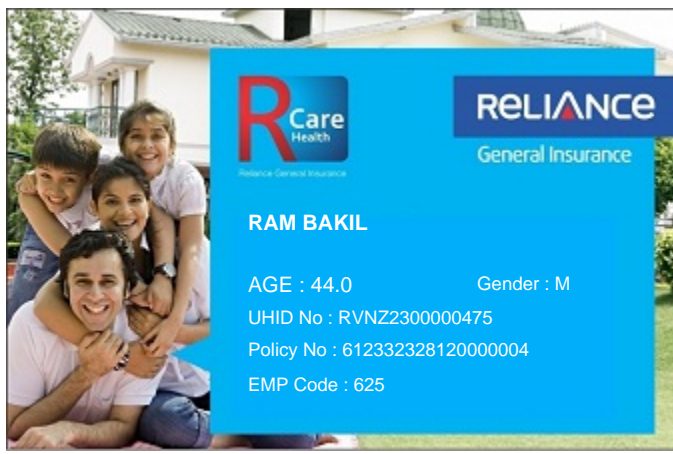 R Care
Health
Reliance General Insurance
RELIANCE
General Insurance
RAM BAKIL
AGE : 44.0 Gender : M
UHID No : RVNZ2300000475
Policy No : 612332328120000004
EMP Code : 625